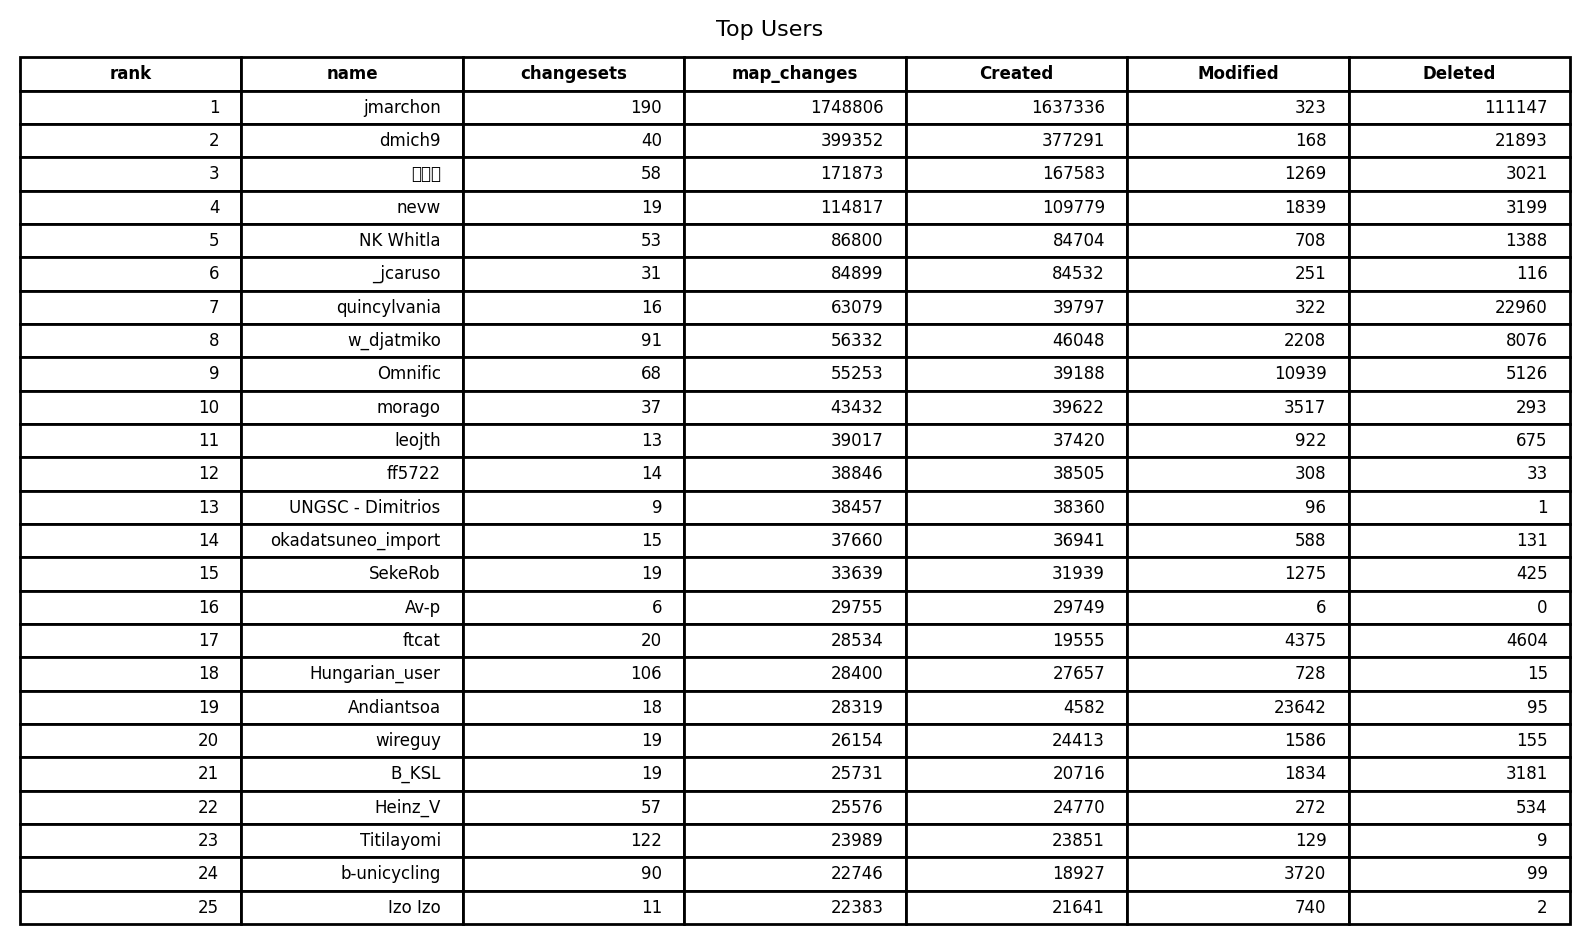 Top Users
rank name changesets map_changes Created Modified Deleted
1 jmarchon 190 1748806 1637336 323 111147
2 dmich9 40 399352 377291 168 21893
3 58 171873 167583 1269 3021
4 nevw 19 114817 109779 1839 3199
5 NK Whitla 53 86800 84704 708 1388
6 _jcaruso 31 84899 84532 251 116
7 quincylvania 16 63079 39797 322 22960
8 w_djatmiko 91 56332 46048 2208 8076
9 Omnific 68 55253 39188 10939 5126
10 morago 37 43432 39622 3517 293
11 leojth 13 39017 37420 922 675
12 ff5722 14 38846 38505 308 33
13 UNGSC - Dimitrios 9 38457 38360 96 1
14 okadatsuneo_import 15 37660 36941 588 131
15 SekeRob 19 33639 31939 1275 425
16 Av-p 6 29755 29749 6 0
17 ftcat 20 28534 19555 4375 4604
18 Hungarian_user 106 28400 27657 728 15
19 Andiantsoa 18 28319 4582 23642 95
20 wireguy 19 26154 24413 1586 155
21 B_KSL 19 25731 20716 1834 3181
22 Heinz_V 57 25576 24770 272 534
23 Titilayomi 122 23989 23851 129 9
24 b-unicycling 90 22746 18927 3720 99
25 Izo Izo 11 22383 21641 740 2